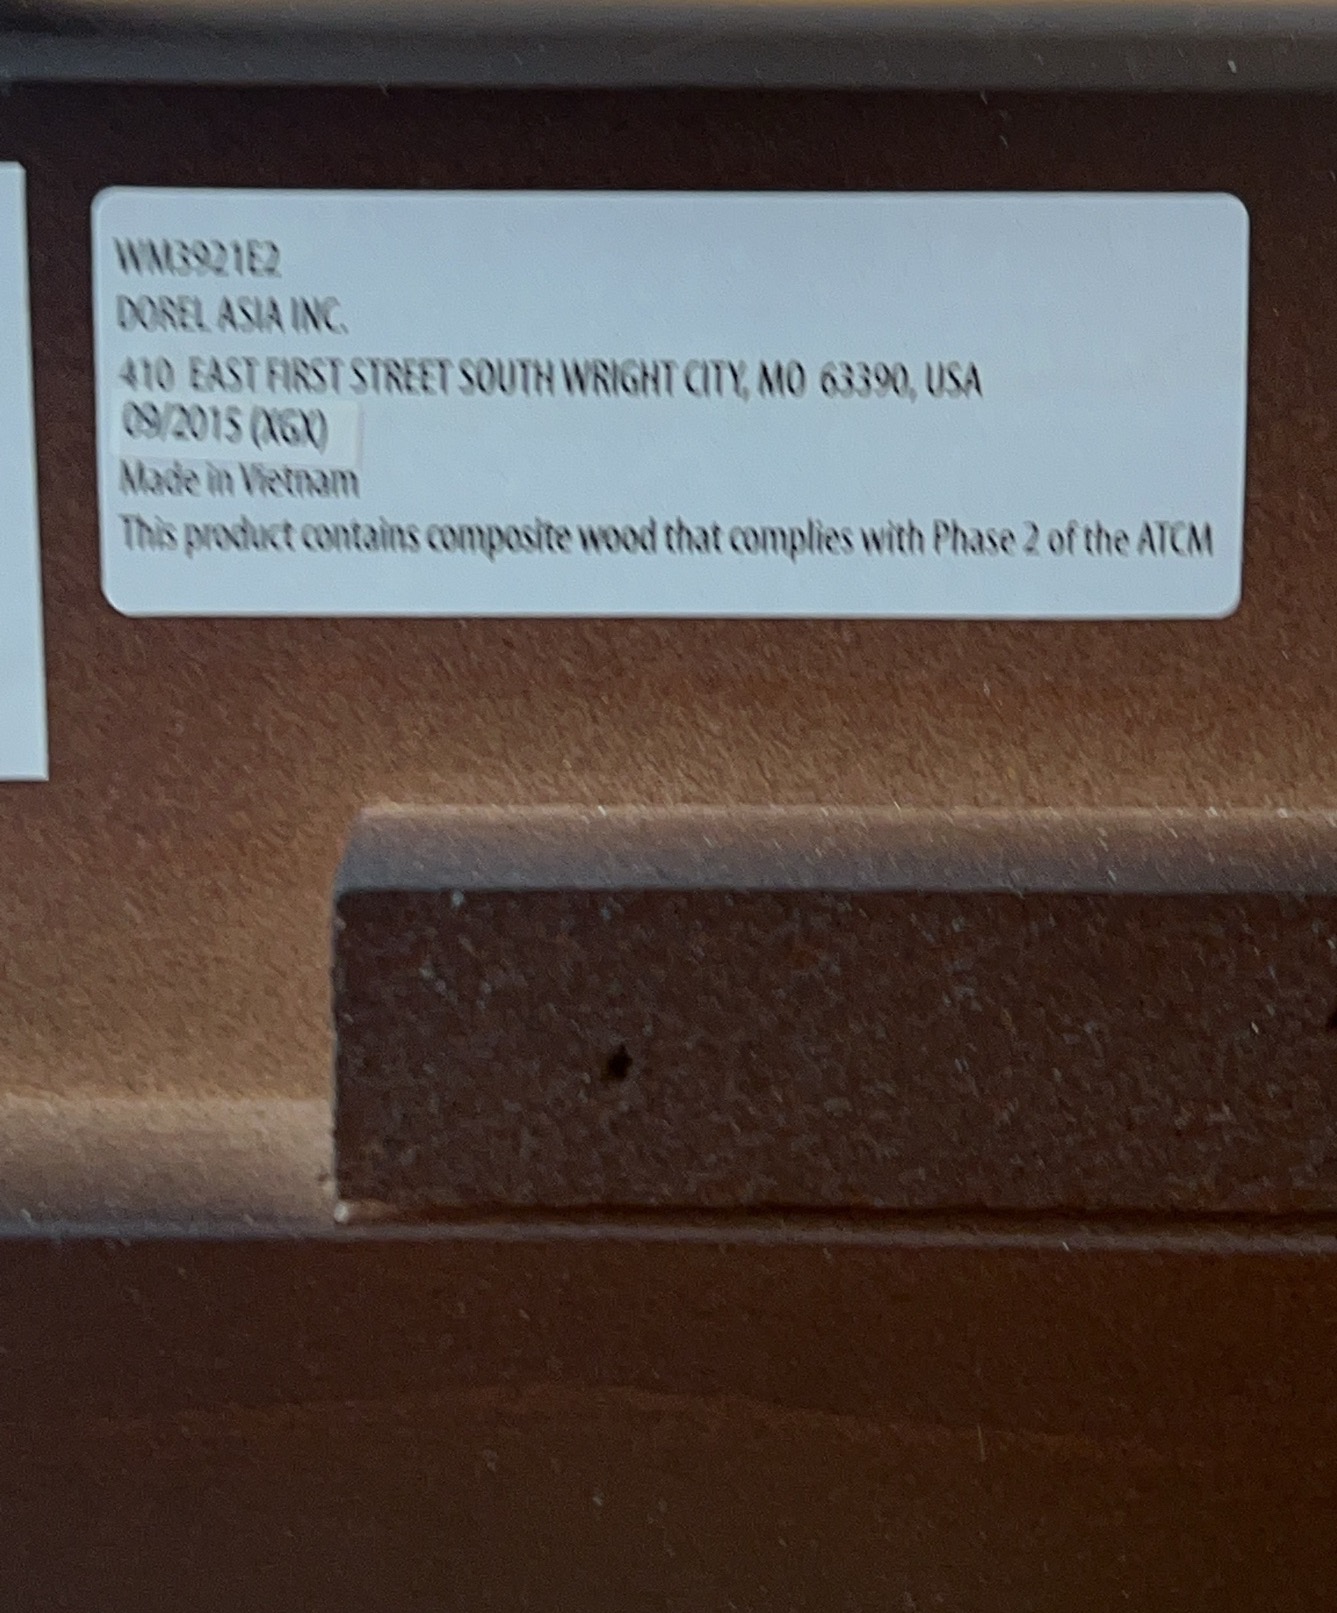 WM3921E2
DOREL ASIA INC.
410 EAST FIRST STREET SOUTH WRIGHT CITY, MO 63390, USA
09/2015 (XGX)
Made in Vietnam
This product contains composite wood that complies with Phase 2 of the ATCM